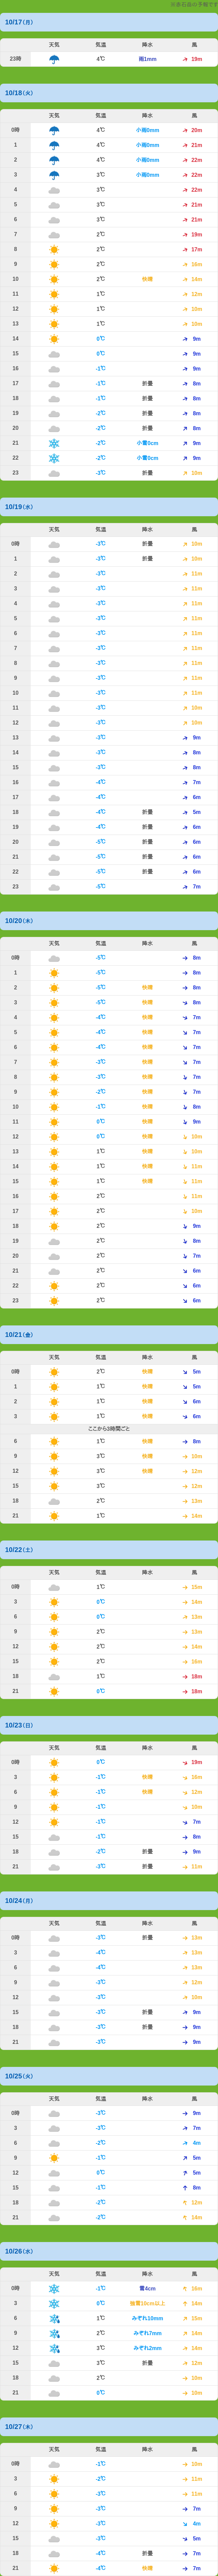 ※赤谷岳の予報です
10/17(月)
天気 気温 降水 風
23時 4℃ 雨1mm 19m
10/18(火)
天気 気温 降水 風
0時 4℃ 小雨0mm 20m
1 4℃ 小雨0mm 21m
2 4℃ 小雨0mm 22m
3 4℃ 小雨0mm 22m
4 3℃ 22m
5 3℃ 21m
6 3℃ 21m
7 2℃ 19m
8 2℃ 17m
9 2℃ 16m
10 2℃ 快晴 14m
11 1℃ 12m
12 1℃ 10m
13 1℃ 10m
14 0℃ 9m
15 0℃ 9m
16 -1℃ 9m
17 -1℃ 折畳 8m
18 -1℃ 折畳 8m
19 -2℃ 折畳 8m
20 -2℃ 折畳 8m
21 -2℃ 小雪0cm 9m
22 -2℃ 小雪0cm 9m
23 -3℃ 折畳 10m
10/19(水)
天気 気温 降水 風
0時 -3℃ 折畳 10m
1 -3℃ 折畳 10m
2 -3℃ 11m
3 -3℃ 11m
4 -3℃ 11m
5 -3℃ 11m
6 -3℃ 11m
7 -3℃ 11m
8 -3℃ 11m
9 -3℃ 11m
10 -3℃ 11m
11 -3℃ 10m
12 -3℃ 10m
13 -3℃ 9m
14 -3℃ 8m
15 -3℃ 8m
16 -4℃ 7m
17 -4℃ 6m
18 -4℃ 折畳 5m
19 -4℃ 折畳 6m
20 -5℃ 折畳 6m
21 -5℃ 折畳 6m
22 -5℃ 折畳 6m
23 -5℃ 7m
10/20(木)
天気 気温 降水 風
0時 -5℃ 8m
1 -5℃ 8m
2 -5℃ 快晴 8m
3 -5℃ 快晴 8m
4 -4℃ 快晴 7m
5 -4℃ 快晴 7m
6 -4℃ 快晴 7m
7 -3℃ 快晴 7m
8 -3℃ 快晴 7m
9 -2℃ 快晴 7m
10 -1℃ 快晴 8m
11 0℃ 快晴 9m
12 0℃ 快晴 10m
13 1℃ 快晴 10m
14 1℃ 快晴 11m
15 1℃ 快晴 11m
16 2℃ 11m
17 2℃ 10m
18 2℃ 9m
19 2℃ 8m
20 2℃ 7m
21 2℃ 6m
22 2℃ 6m
23 2℃ 6m
10/21(金)
天気 気温 降水 風
0時 2℃ 快晴 5m
1 1℃ 快晴 5m
2 1℃ 快晴 6m
3 1℃ 快晴 6m
ここから3時間ごと
6 1℃ 快晴 8m
9 3℃ 快晴 10m
12 3℃ 快晴 12m
15 3℃ 12m
18 2℃ 13m
21 1℃ 14m
10/22(土)
天気 気温 降水 風
0時 1℃ 15m
3 0℃ 14m
6 0℃ 13m
9 2℃ 13m
12 2℃ 14m
15 2℃ 16m
18 1℃ 18m
21 0℃ 18m
10/23(日)
天気 気温 降水 風
0時 0℃ 19m
3 -1℃ 快晴 16m
6 -1℃ 快晴 12m
9 -1℃ 10m
12 -1℃ 7m
15 -1℃ 8m
18 -2℃ 折畳 9m
21 -3℃ 折畳 11m
10/24(月)
天気 気温 降水 風
0時 -3℃ 折畳 13m
3 -4℃ 13m
6 -4℃ 13m
9 -3℃ 12m
12 -3℃ 10m
15 -3℃ 折畳 9m
18 -3℃ 折畳 9m
21 -3℃ 9m
10/25(火)
天気 気温 降水 風
0時 -3℃ 9m
3 -3℃ 7m
6 -2℃ 4m
9 -1℃ 5m
12 0℃ 5m
15 -1℃ 8m
18 -2℃ 12m
21 -2℃ 14m
10/26(水)
天気 気温 降水 風
0時 -1℃ 雪4cm 16m
3 0℃ 強雪10cm以上 14m
6 1℃ みぞれ10mm 15m
9 2℃ みぞれ7mm 14m
12 3℃ みぞれ2mm 14m
15 3℃ 折畳 12m
18 2℃ 10m
21 0℃ 10m
10/27(木)
天気 気温 降水 風
0時 -1℃ 10m
3 -2℃ 11m
6 -3℃ 11m
9 -3℃ 7m
12 -3℃ 4m
15 -3℃ 5m
18 -4℃ 折畳 7m
21 -4℃ 快晴 7m